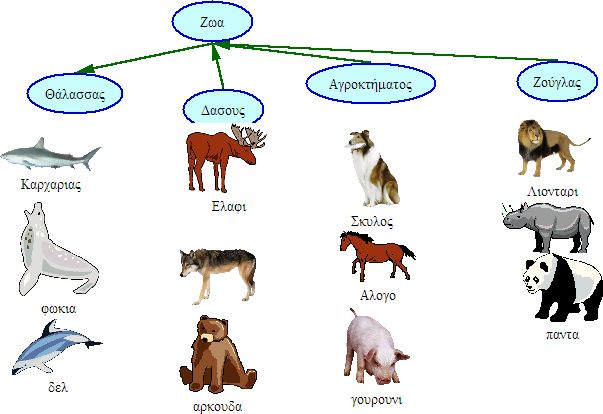 Ζωα
Θάλασσας
Δασους
Αγροκτήματος
Ζούγλας
Καρχαριας
Ελαφι
Σκυλος
Λιονταρι
φωκια
Αλογο
παντα
δελ
αρκουδα
γουρουνι